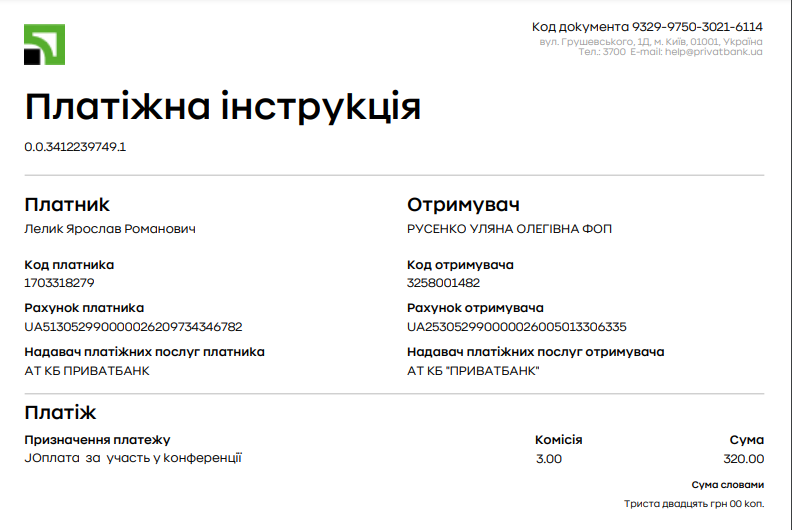 Код документа 9329-9750-3021-6114
вул. Грушевського, 1Д, м. Київ, 01001, Україна
Тел.: 3700 E-mail: help@privatbank.ua
Платіжна інструкція
0.0.3412239749.1
Платник
Лелик Ярослав Романович
Код платника
1703318279
Рахунок платника
UA513052990000026209734346782
Надавач платіжних послуг платника
АТ КБ ПРИВАТБАНК
Отримувач
РУСЕНКО УЛЯНА ОЛЕГІВНА ФОП
Код отримувача
3258001482
Рахунок отримувача
UA253052990000026005013306335
Надавач платіжних послуг отримувача
АТ КБ "ПРИВАТБАНК"
Платіж
Призначення платежу Комісія Сума
JОплата за участь у конференції 3.00 320.00
Сума словами
Триста двадцять грн 00 коп.